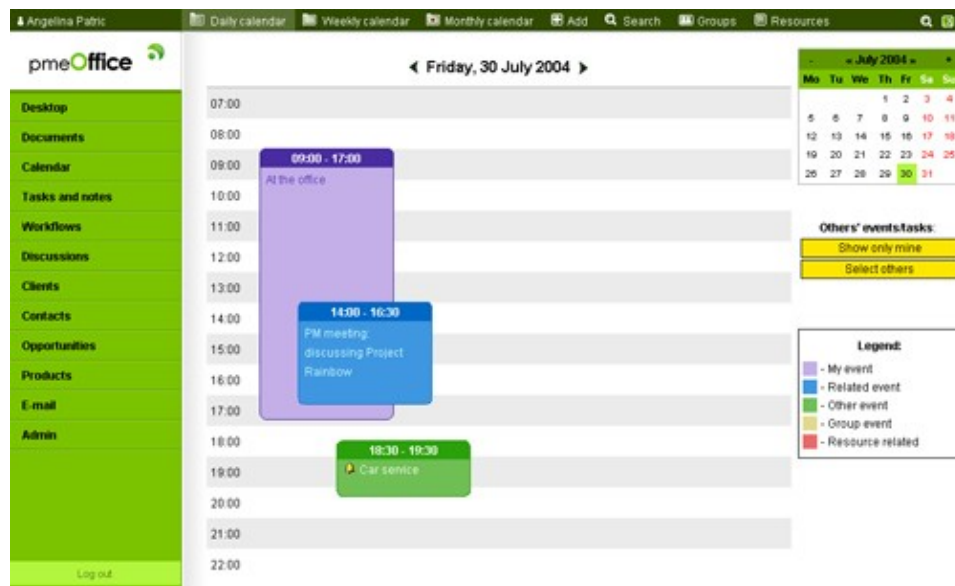 Angelina Patric
Daily calendar
Weekly calendar
Monthly calendar
Add
Search
Groups
Resources
pmeOffice
Desktop
Documents
Calendar
Tasks and notes
Workflows
Discussions
Clients
Contacts
Opportunities
Products
E-mail
Admin
Log out
Friday, 30 July 2004
07:00
08:00
09:00
10:00
11:00
12:00
13:00
14:00
15:00
16:00
17:00
18:00
19:00
20:00
21:00
22:00
09:00 - 17:00
At the office
14:00 - 16:30
PM meeting:
discussing Project
Rainbow
18:30 - 19:30
Car service
« July 2004 »
Mo Tu We Th Fr Sa Su
1 2 3 4
5 6 7 8 9 10 11
12 13 14 15 16 17 18
19 20 21 22 23 24 25
26 27 28 29 30 31
Others' events/tasks:
Show only mine
Select others
Legend:
- My event
- Related event
- Other event
- Group event
- Resource related